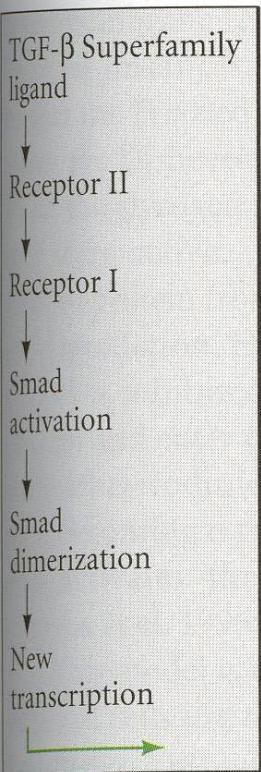 TGF-β Superfamily
ligand
Receptor II
Receptor I
Smad
activation
Smad
dimerization
New
transcription